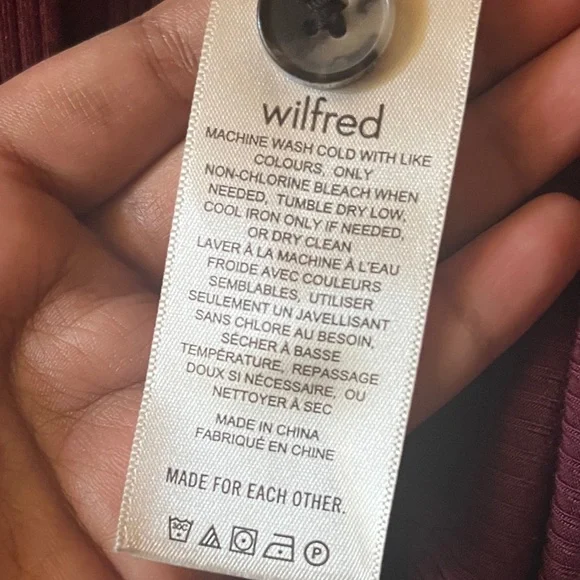 wilfred
MACHINE WASH COLD WITH LIKE
COLOURS, ONLY
NON-CHLORINE BLEACH WHEN
NEEDED, TUMBLE DRY LOW,
COOL IRON ONLY IF NEEDED,
OR DRY CLEAN
LAVER À LA MACHINE À L'EAU
FROIDE AVEC COULEURS
SEMBLABLES, UTILISER
SEULEMENT UN JAVELLISANT
SANS CHLORE AU BESOIN,
SÉCHER À BASSE
TEMPÉRATURE, REPASSAGE
DOUX SI NÉCESSAIRE, OU
NETTOYER À SEC
MADE IN CHINA
FABRIQUÉ EN CHINE
MADE FOR EACH OTHER.
30C P